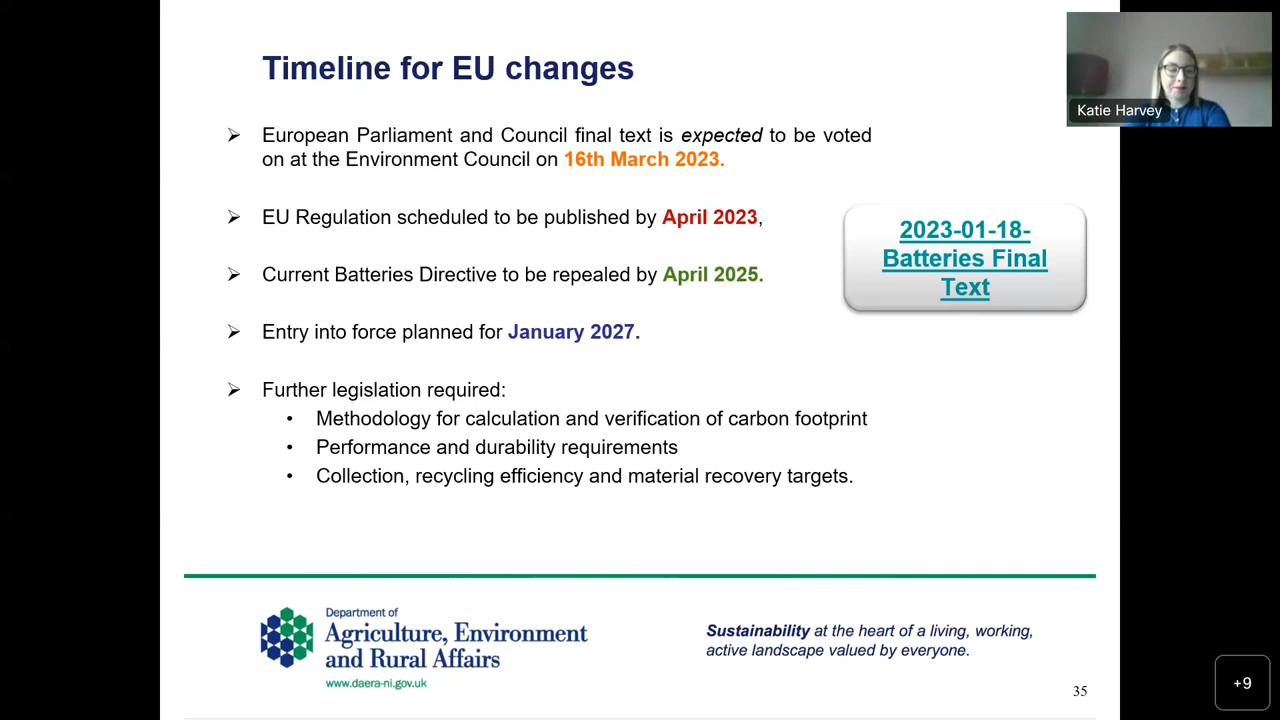 Timeline for EU changes
Katie Harvey
➢ European Parliament and Council final text is expected to be voted
on at the Environment Council on 16th March 2023.
➢ EU Regulation scheduled to be published by April 2023,
➢ Current Batteries Directive to be repealed by April 2025.
➢ Entry into force planned for January 2027.
➢ Further legislation required:
• Methodology for calculation and verification of carbon footprint
• Performance and durability requirements
• Collection, recycling efficiency and material recovery targets.
2023-01-18-
Batteries Final
Text
Department of
Agriculture, Environment
and Rural Affairs
www.daera-ni.gov.uk
Sustainability at the heart of a living, working,
active landscape valued by everyone.
35
+9